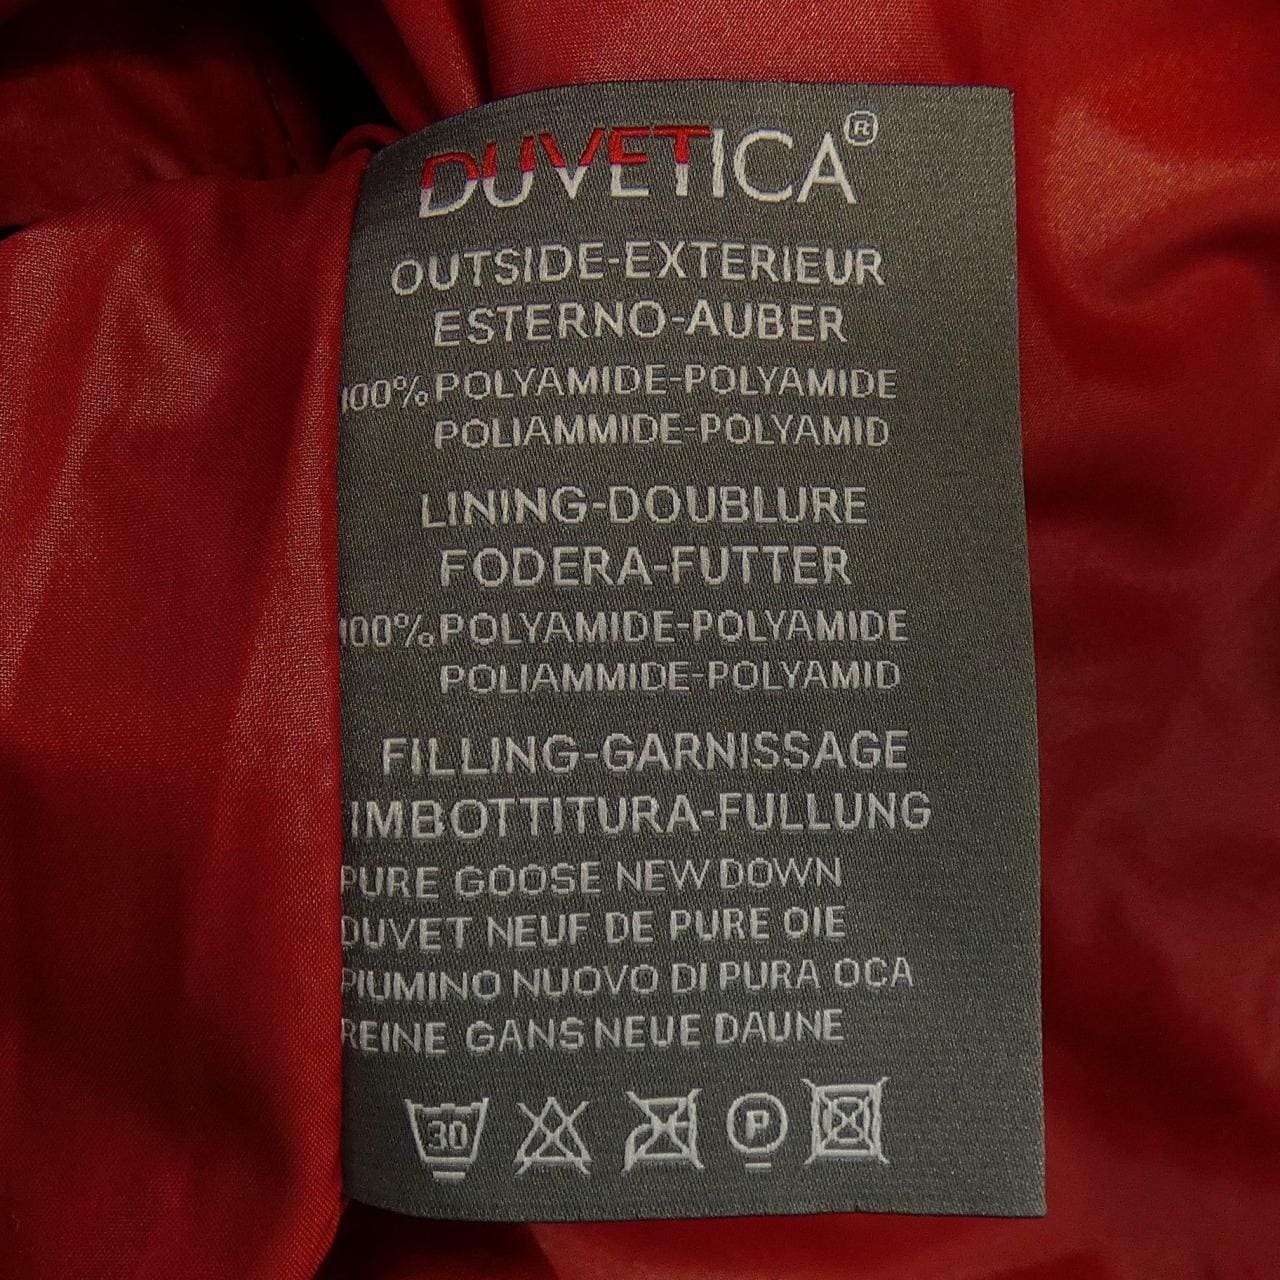 DUVETICA®
OUTSIDE-EXTERIEUR
ESTERNO-AUBER
100% POLYAMIDE-POLYAMIDE
POLIAMMIDE-POLYAMID
LINING-DOUBLURE
FODERA-FUTTER
100% POLYAMIDE-POLYAMIDE
POLIAMMIDE-POLYAMID
FILLING-GARNISSAGE
IMBOTTITURA-FULLUNG
PURE GOOSE NEW DOWN
DUVET NEUF DE PURE OIE
PIUMINO NUOVO DI PURA OCA
REINE GANS NEUE DAUNE
30 P